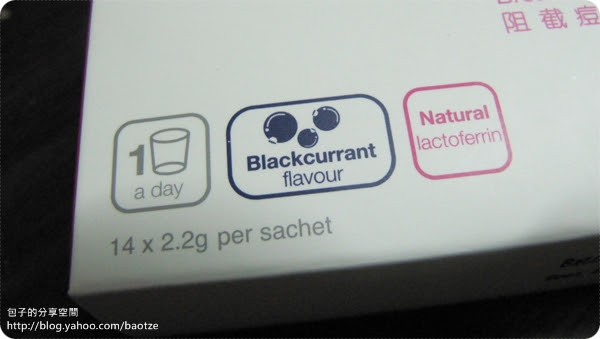 阻截痘
1
a day
Blackcurrant
flavour
Natural
lactoferrin
14 x 2.2g per sachet
包子的分享空間
http://blog.yahoo.com/baotze